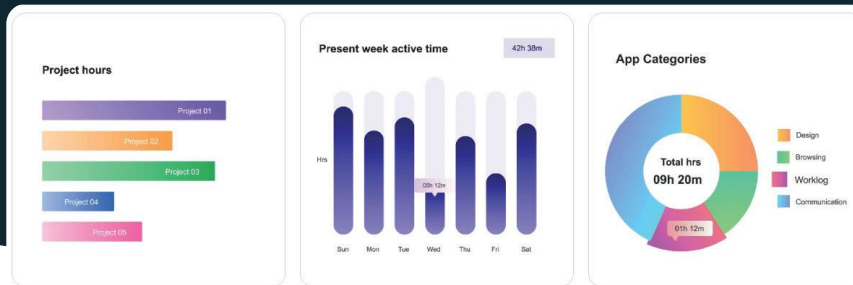 Project hours
Project 01
Project 02
Project 03
Project 04
Project 05
Present week active time
42h 38m
Hrs
05h 12m
Sun Mon Tue Wed Thu Fri Sat
App Categories
Total hrs
09h 20m
01h 12m
Design
Browsing
Worklog
Communication